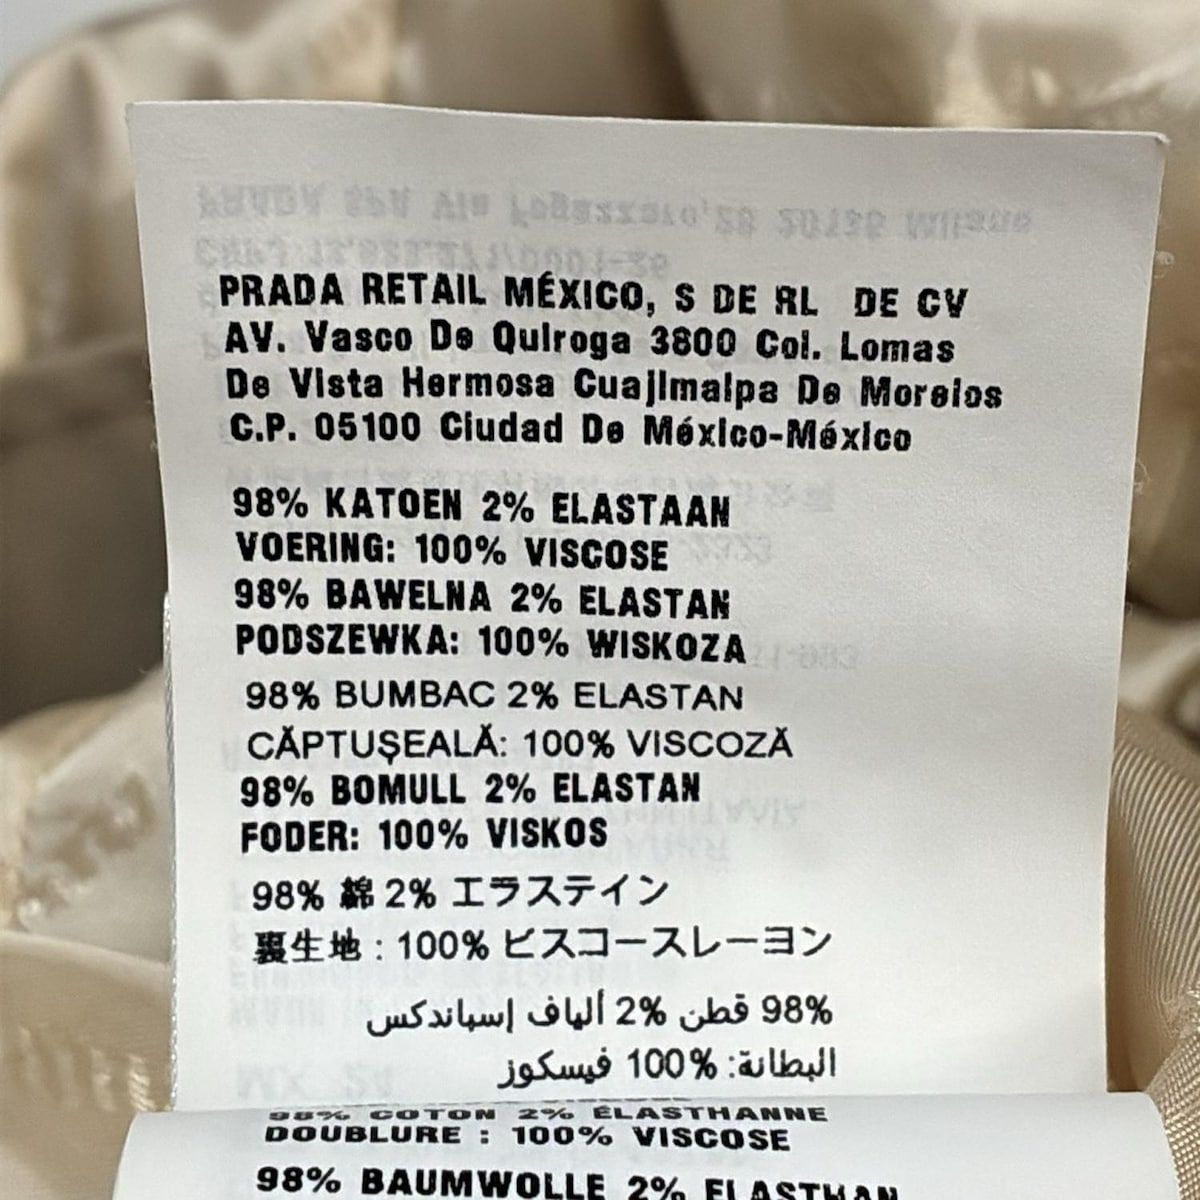 PRADA RETAIL MÉXICO, S DE RL DE CV
AV. Vasco De Quiroga 3800 Col. Lomas
De Vista Hermosa Cuajimalpa De Morelos
C.P. 05100 Ciudad De México-México
98% KATOEN 2% ELASTAAN
VOERING: 100% VISCOSE
98% BAWELNA 2% ELASTAN
PODSZEWKA: 100% WISKOZA
98% BUMBAC 2% ELASTAN
CĂPTUŞEALĂ: 100% VISCOZĂ
98% BOMULL 2% ELASTAN
FODER: 100% VISKOS
98% 綿 2% エラステイン
裏生地 : 100% ビスコースレーヨン
98% قطن 2% ألياف إسباندكس
البطانة: 100% فيسكوز
98% COTON 2% ÉLASTHANNE
DOUBLURE : 100% VISCOSE
98% BAUMWOLLE 2% ELASTHAN